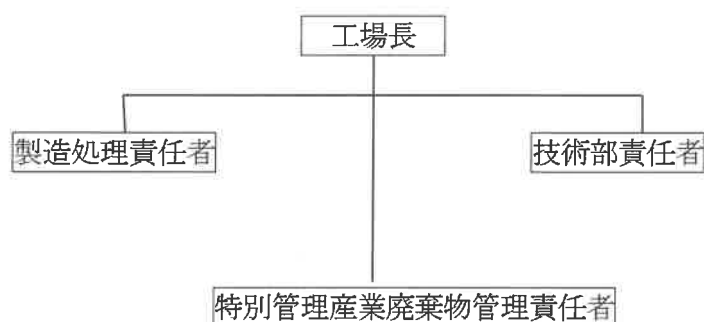 工場長
製造処理責任者
技術部責任者
特別管理産業廃棄物管理責任者